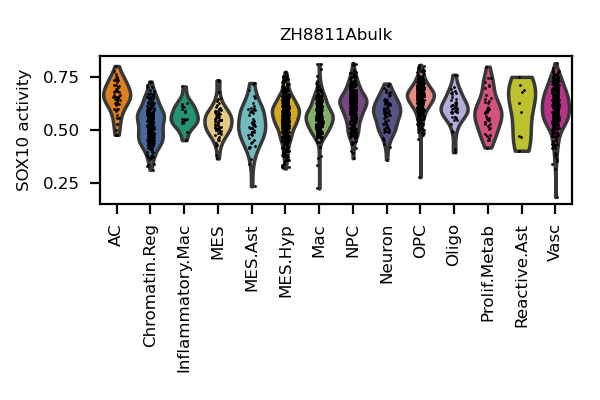 ZH8811Abulk
SOX10 activity
0.75
0.50
0.25
AC
Chromatin.Reg
Inflammatory.Mac
MES
MES.Ast
MES.Hyp
Mac
NPC
Neuron
OPC
Oligo
Prolif.Metab
Reactive.Ast
Vasc